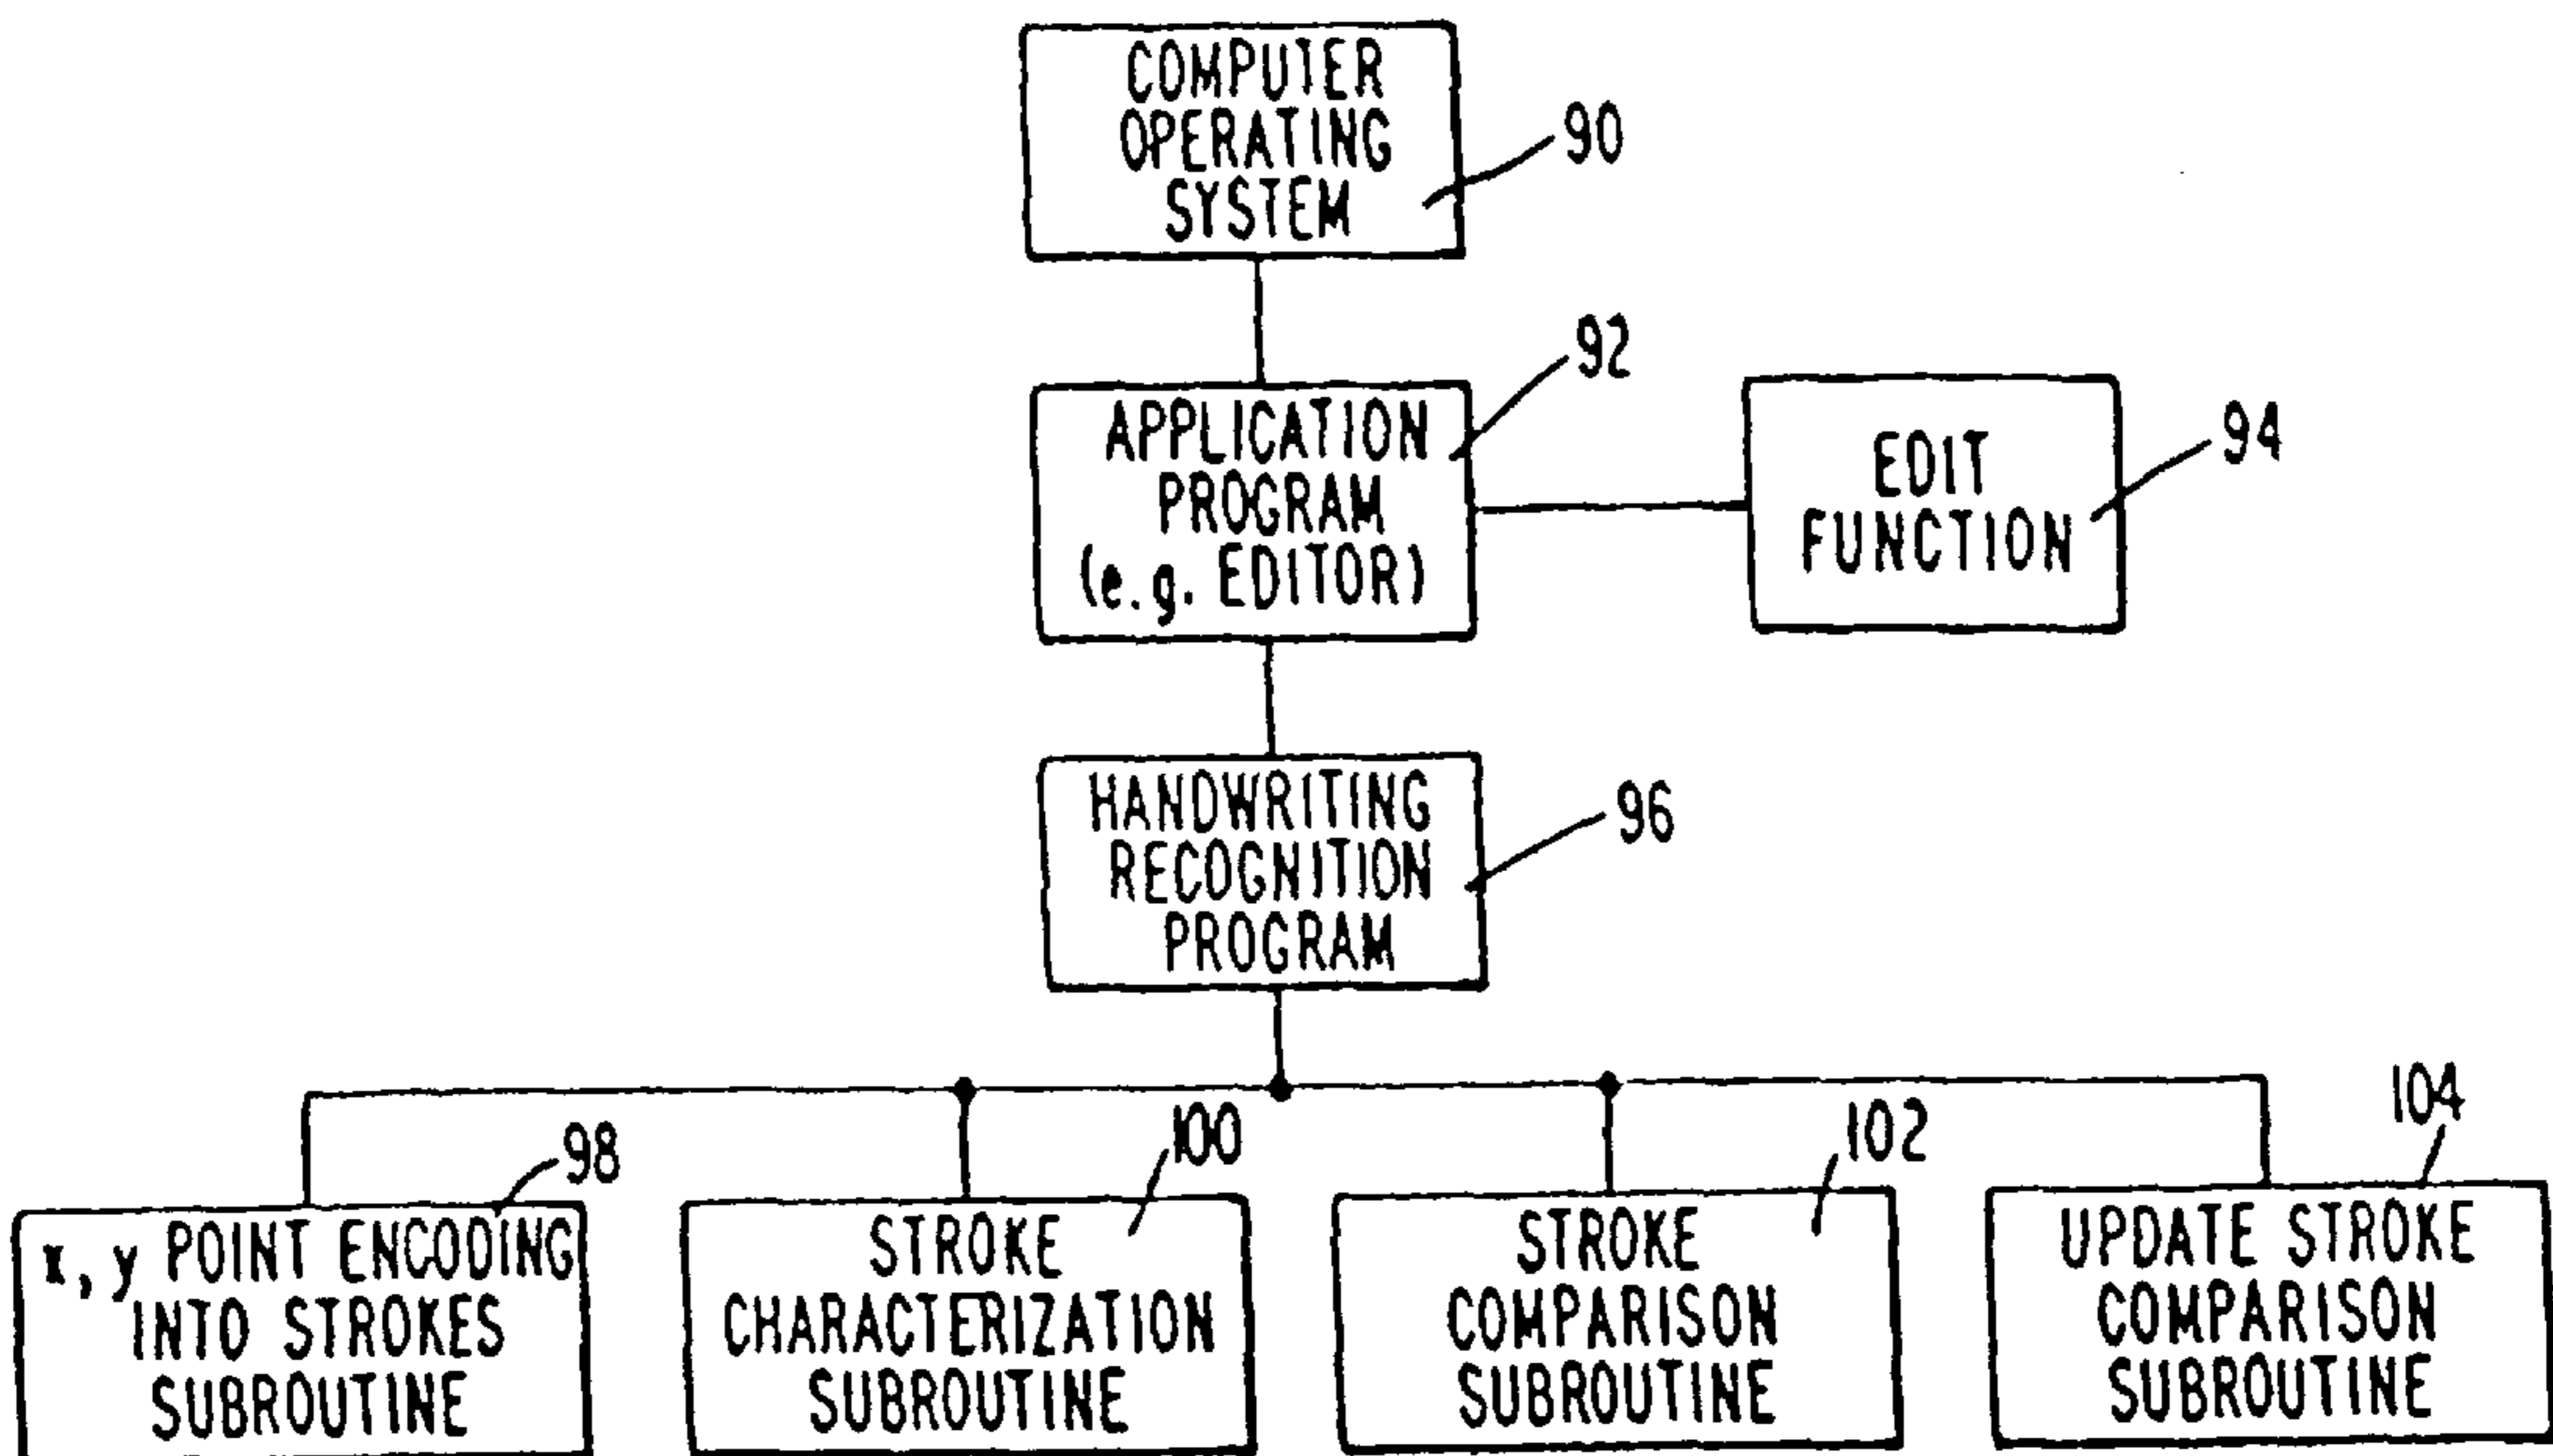 COMPUTER
OPERATING
SYSTEM
90
APPLICATION
PROGRAM
(e.g. EDITOR)
92
EDIT
FUNCTION
94
HANDWRITING
RECOGNITION
PROGRAM
96
x, y POINT ENCODING
INTO STROKES
SUBROUTINE
98
STROKE
CHARACTERIZATION
SUBROUTINE
100
STROKE
COMPARISON
SUBROUTINE
102
UPDATE STROKE
COMPARISON
SUBROUTINE
104